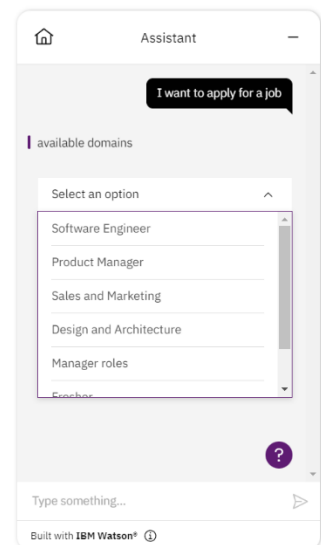 Assistant
I want to apply for a job
available domains
Select an option
Software Engineer
Product Manager
Sales and Marketing
Design and Architecture
Manager roles
Fresher
?
Type something...
Built with IBM Watson®